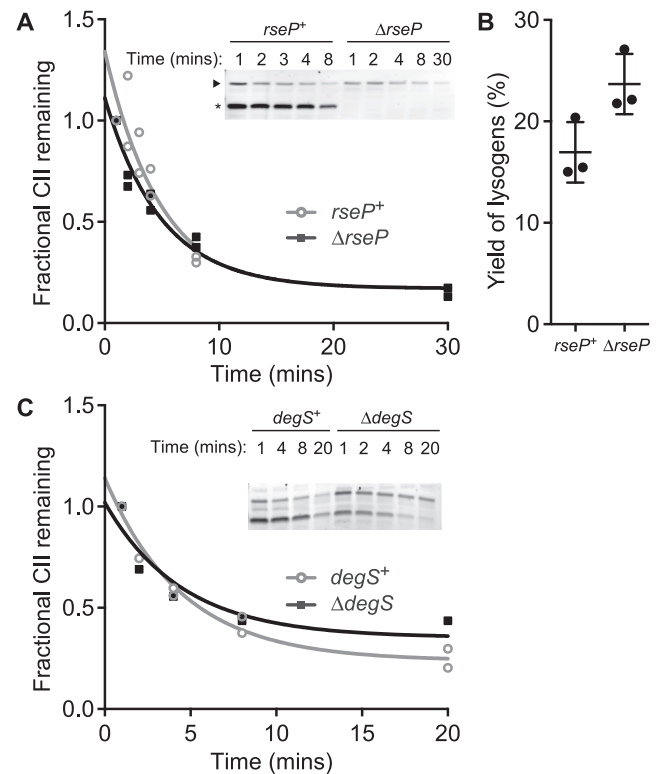 A
rseP+ ΔrseP
Time (mins): 1 2 3 4 8 1 2 4 8 30
*
1.5
1.0
0.5
0.0
Fractional CII remaining
rseP+
ΔrseP
0 10 20 30
Time (mins)
B
30
20
10
0
Yield of lysogens (%)
rseP+ ΔrseP
C
degS+ ΔdegS
Time (mins): 1 4 8 20 1 2 4 8 20
1.5
1.0
0.5
0.0
Fractional CII remaining
degS+
ΔdegS
0 5 10 15 20
Time (mins)